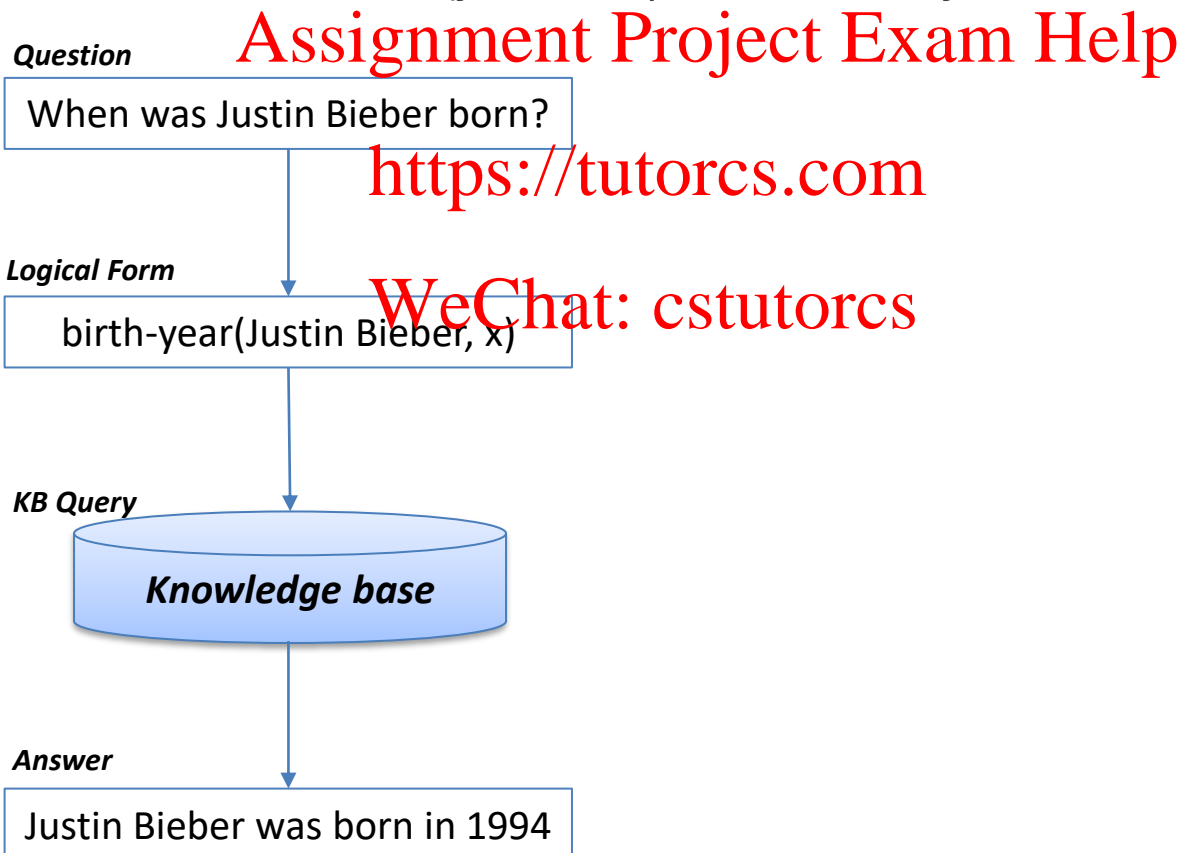 Assignment Project Exam Help
Question
When was Justin Bieber born?
https://tutorcs.com
Logical Form
WeChat: cstutorcs
birth-year(Justin Bieber, x)
KB Query
Knowledge base
Answer
Justin Bieber was born in 1994